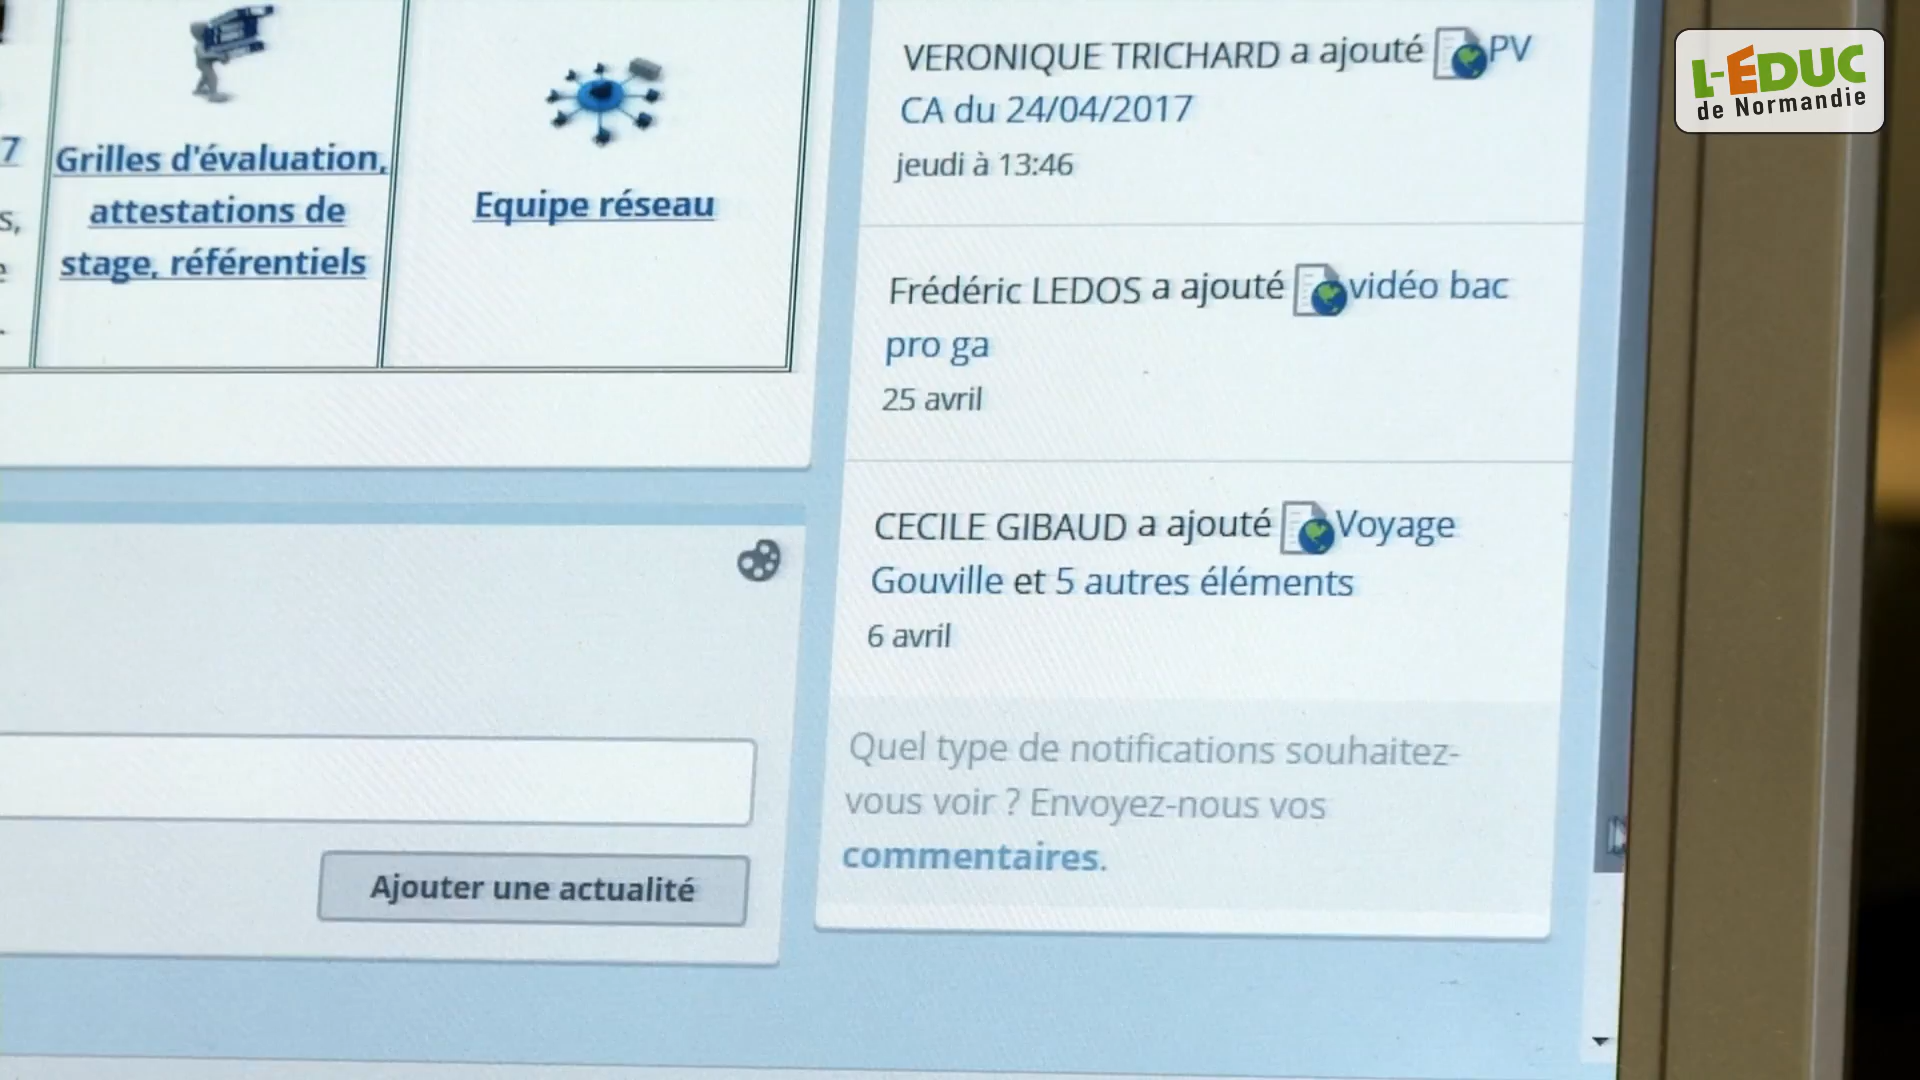 L-ÉDUC
de Normandie
7
Grilles d'évaluation,
attestations de
stage, référentiels
Equipe réseau
s,
VERONIQUE TRICHARD a ajouté PV
CA du 24/04/2017
jeudi à 13:46
Frédéric LEDOS a ajouté vidéo bac
pro ga
25 avril
CECILE GIBAUD a ajouté Voyage
Gouville et 5 autres éléments
6 avril
Quel type de notifications souhaitez-
vous voir ? Envoyez-nous vos
commentaires.
Ajouter une actualité